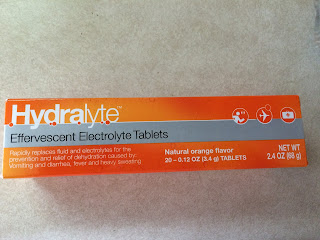 Hydralyte™
Effervescent Electrolyte Tablets
Rapidly replaces fluid and electrolytes for the
prevention and relief of dehydration caused by:
Vomiting and diarrhea, fever and heavy sweating
Natural orange flavor
20 – 0.12 OZ (3.4 g) TABLETS
NET WT
2.4 OZ (68 g)